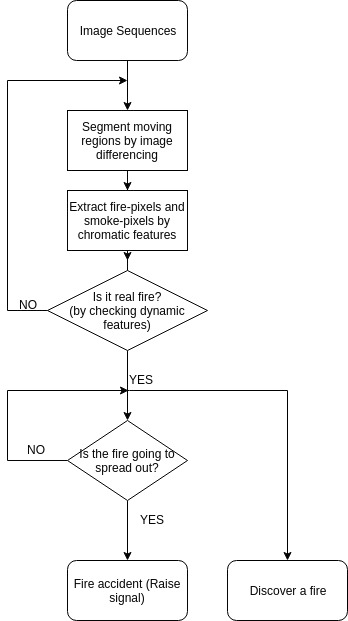 Image Sequences
Segment moving
regions by image
differencing
Extract fire-pixels and
smoke-pixels by
chromatic features
Is it real fire?
(by checking dynamic
features)
NO
YES
Is the fire going to
spread out?
NO
YES
Fire accident (Raise
signal)
Discover a fire